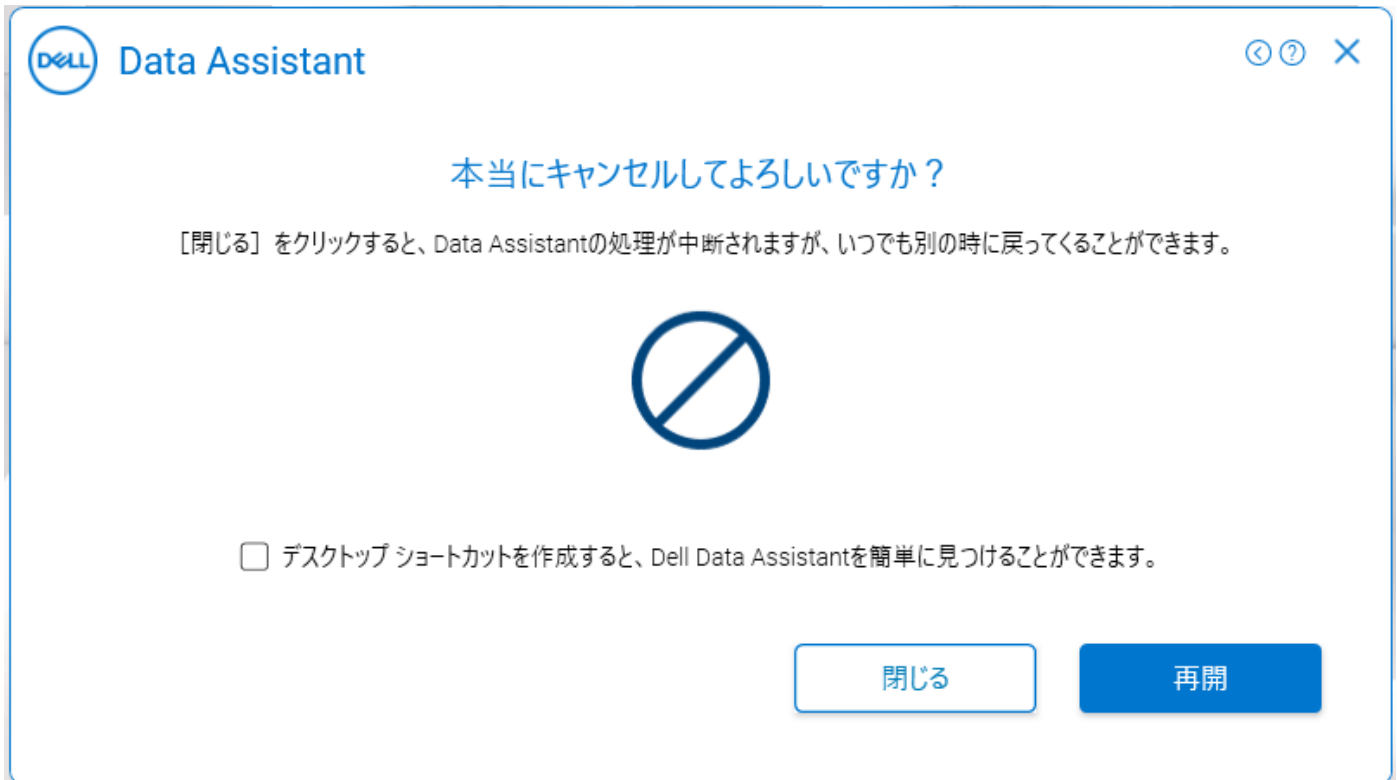 DELL Data Assistant
本当にキャンセルしてよろしいですか？
［閉じる］をクリックすると、Data Assistantの処理が中断されますが、いつでも別の時に戻ってくることができます。
デスクトップ ショートカットを作成すると、Dell Data Assistantを簡単に見つけることができます。
閉じる 再開